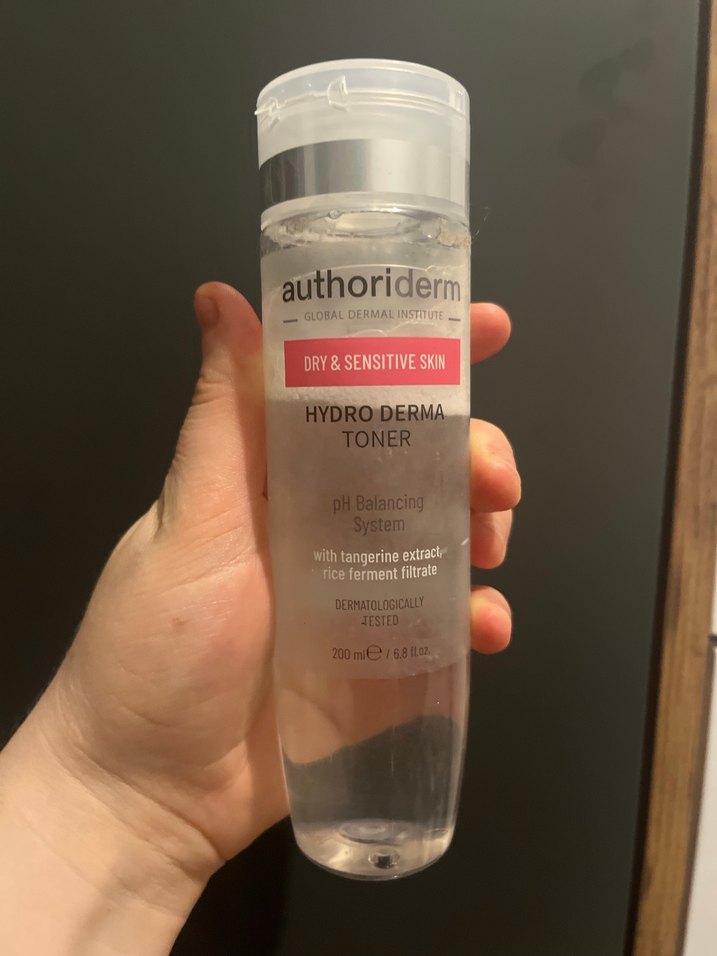 authoriderm
GLOBAL DERMAL INSTITUTE
DRY & SENSITIVE SKIN
HYDRO DERMA
TONER
pH Balancing
System
with tangerine extract,
rice ferment filtrate
DERMATOLOGICALLY
TESTED
200 ml℮ / 6.8 fl.oz.